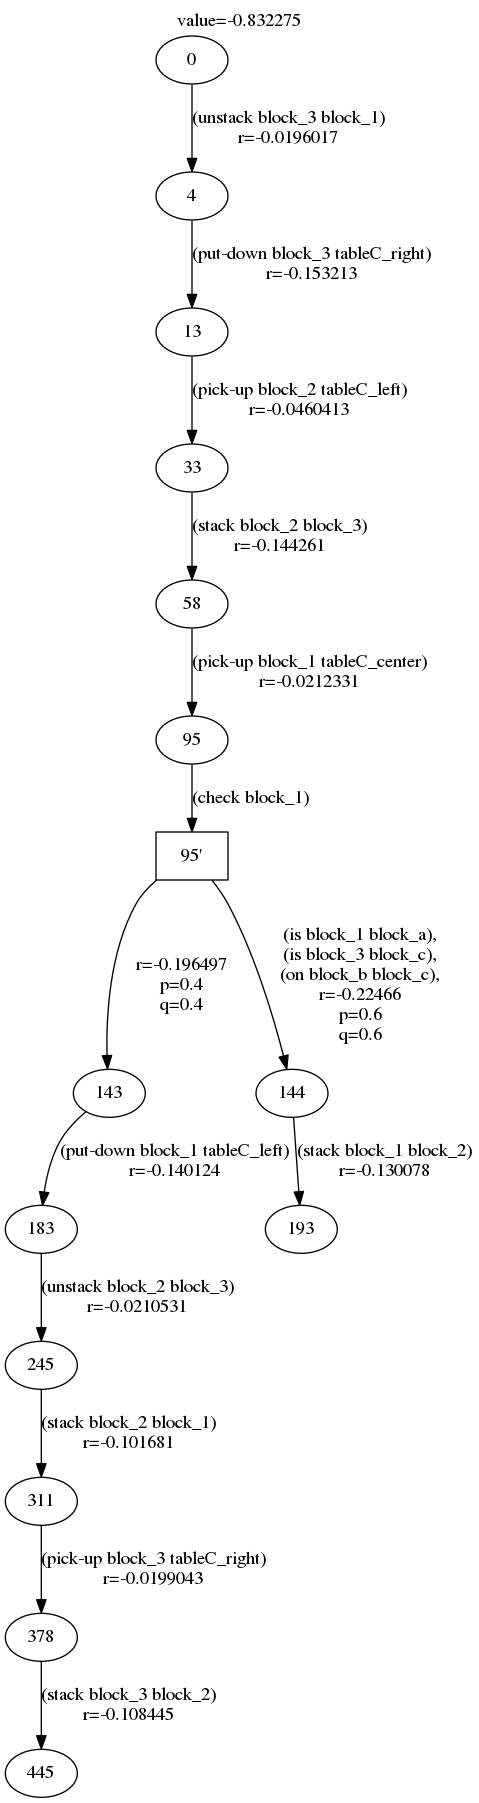 value=-0.832275
0
(unstack block_3 block_1)
r=-0.0196017
4
(put-down block_3 tableC_right)
r=-0.153213
13
(pick-up block_2 tableC_left)
r=-0.0460413
33
(stack block_2 block_3)
r=-0.144261
58
(pick-up block_1 tableC_center)
r=-0.0212331
95
(check block_1)
95'
r=-0.196497
p=0.4
q=0.4
(is block_1 block_a),
(is block_3 block_c),
(on block_b block_c),
r=-0.22466
p=0.6
q=0.6
143
144
(put-down block_1 tableC_left)
r=-0.140124
(stack block_1 block_2)
r=-0.130078
183
193
(unstack block_2 block_3)
r=-0.0210531
245
(stack block_2 block_1)
r=-0.101681
311
(pick-up block_3 tableC_right)
r=-0.0199043
378
(stack block_3 block_2)
r=-0.108445
445